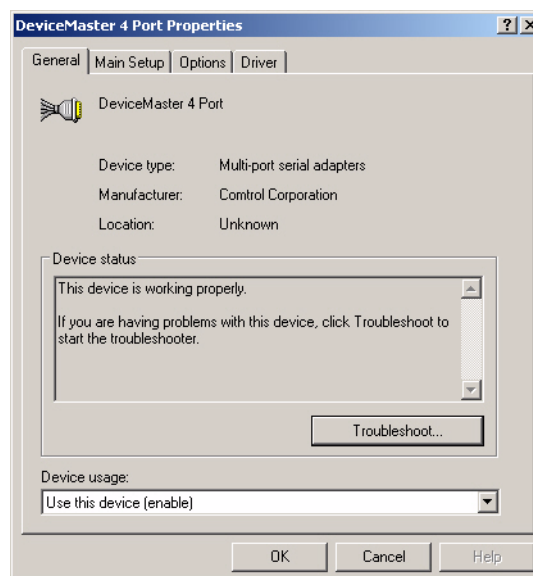 DeviceMaster 4 Port Properties
General Main Setup Options Driver
DeviceMaster 4 Port
Device type: Multi-port serial adapters
Manufacturer: Comtrol Corporation
Location: Unknown
Device status
This device is working properly.
If you are having problems with this device, click Troubleshoot to
start the troubleshooter.
Troubleshoot...
Device usage:
Use this device (enable)
OK Cancel Help